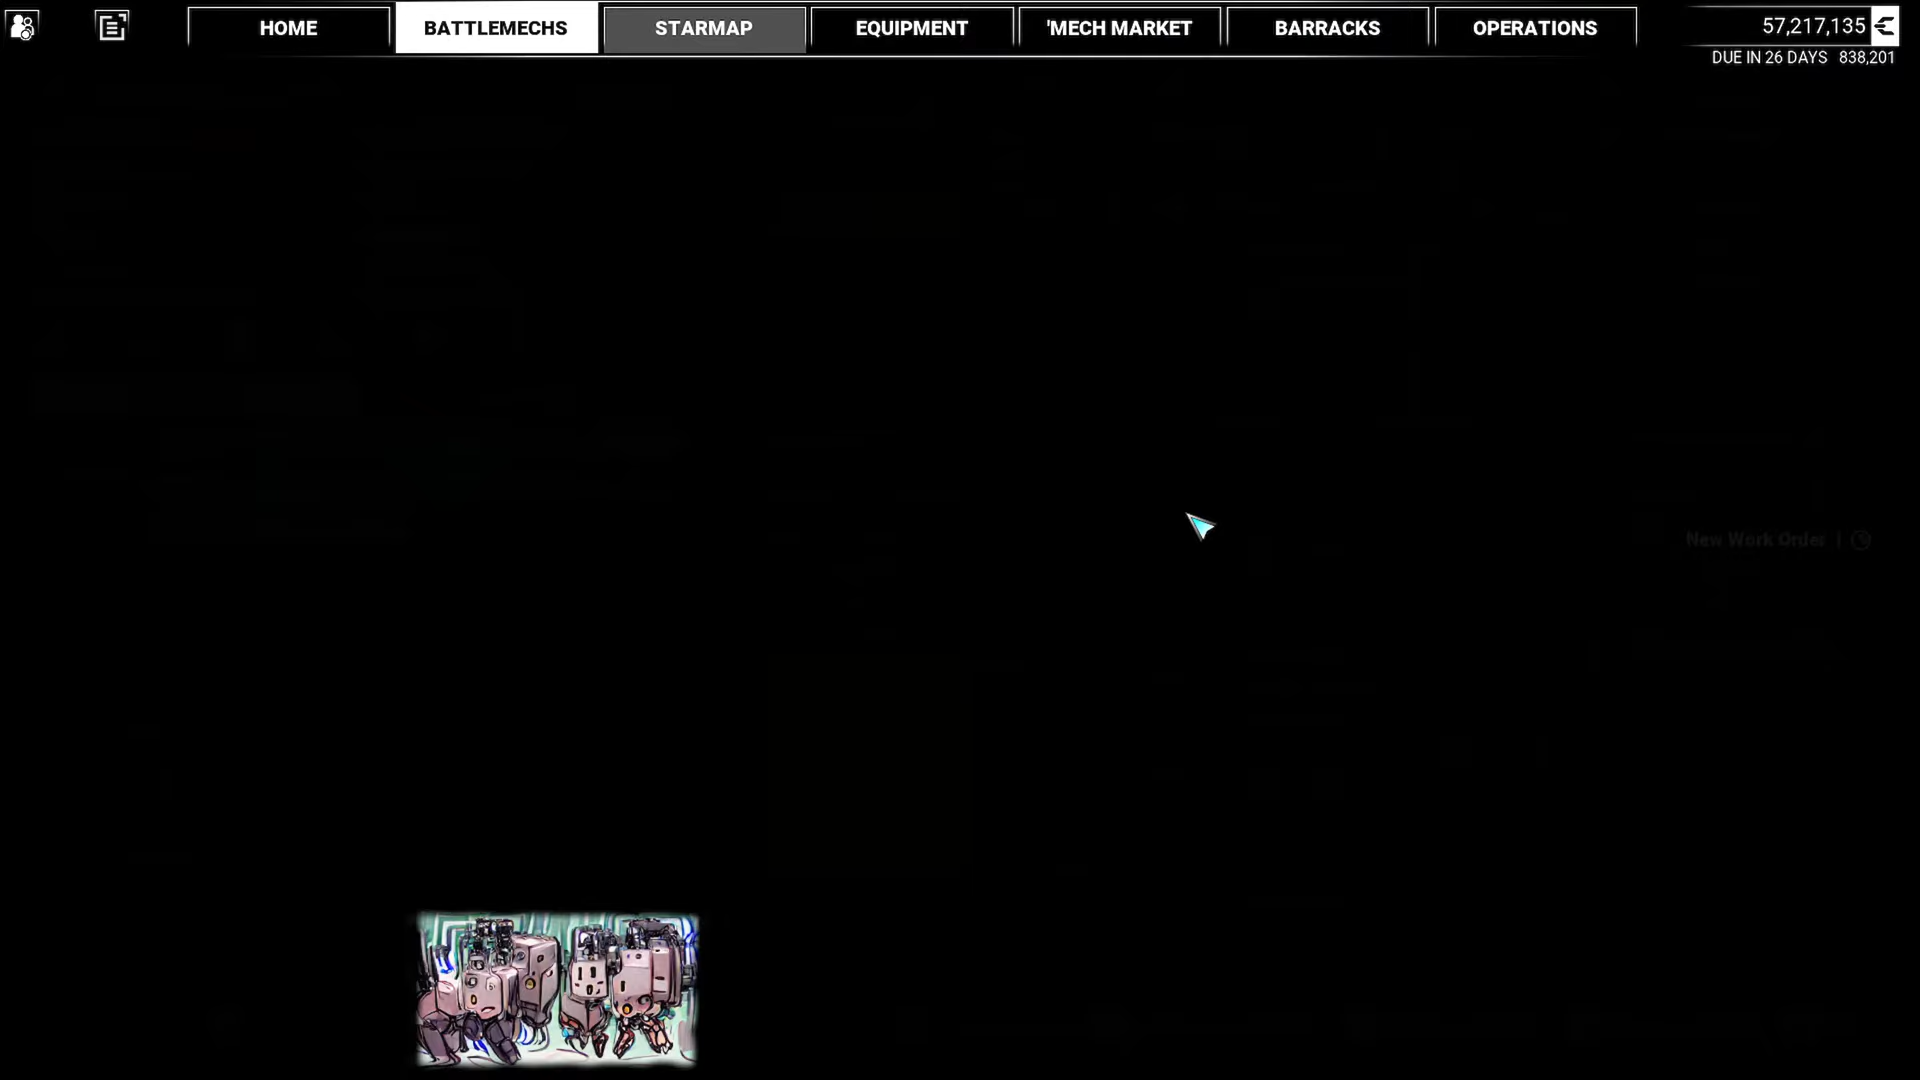 HOME
BATTLEMECHS
STARMAP
EQUIPMENT
'MECH MARKET
BARRACKS
OPERATIONS
57,217,135
DUE IN 26 DAYS 838,201
New Work Order |